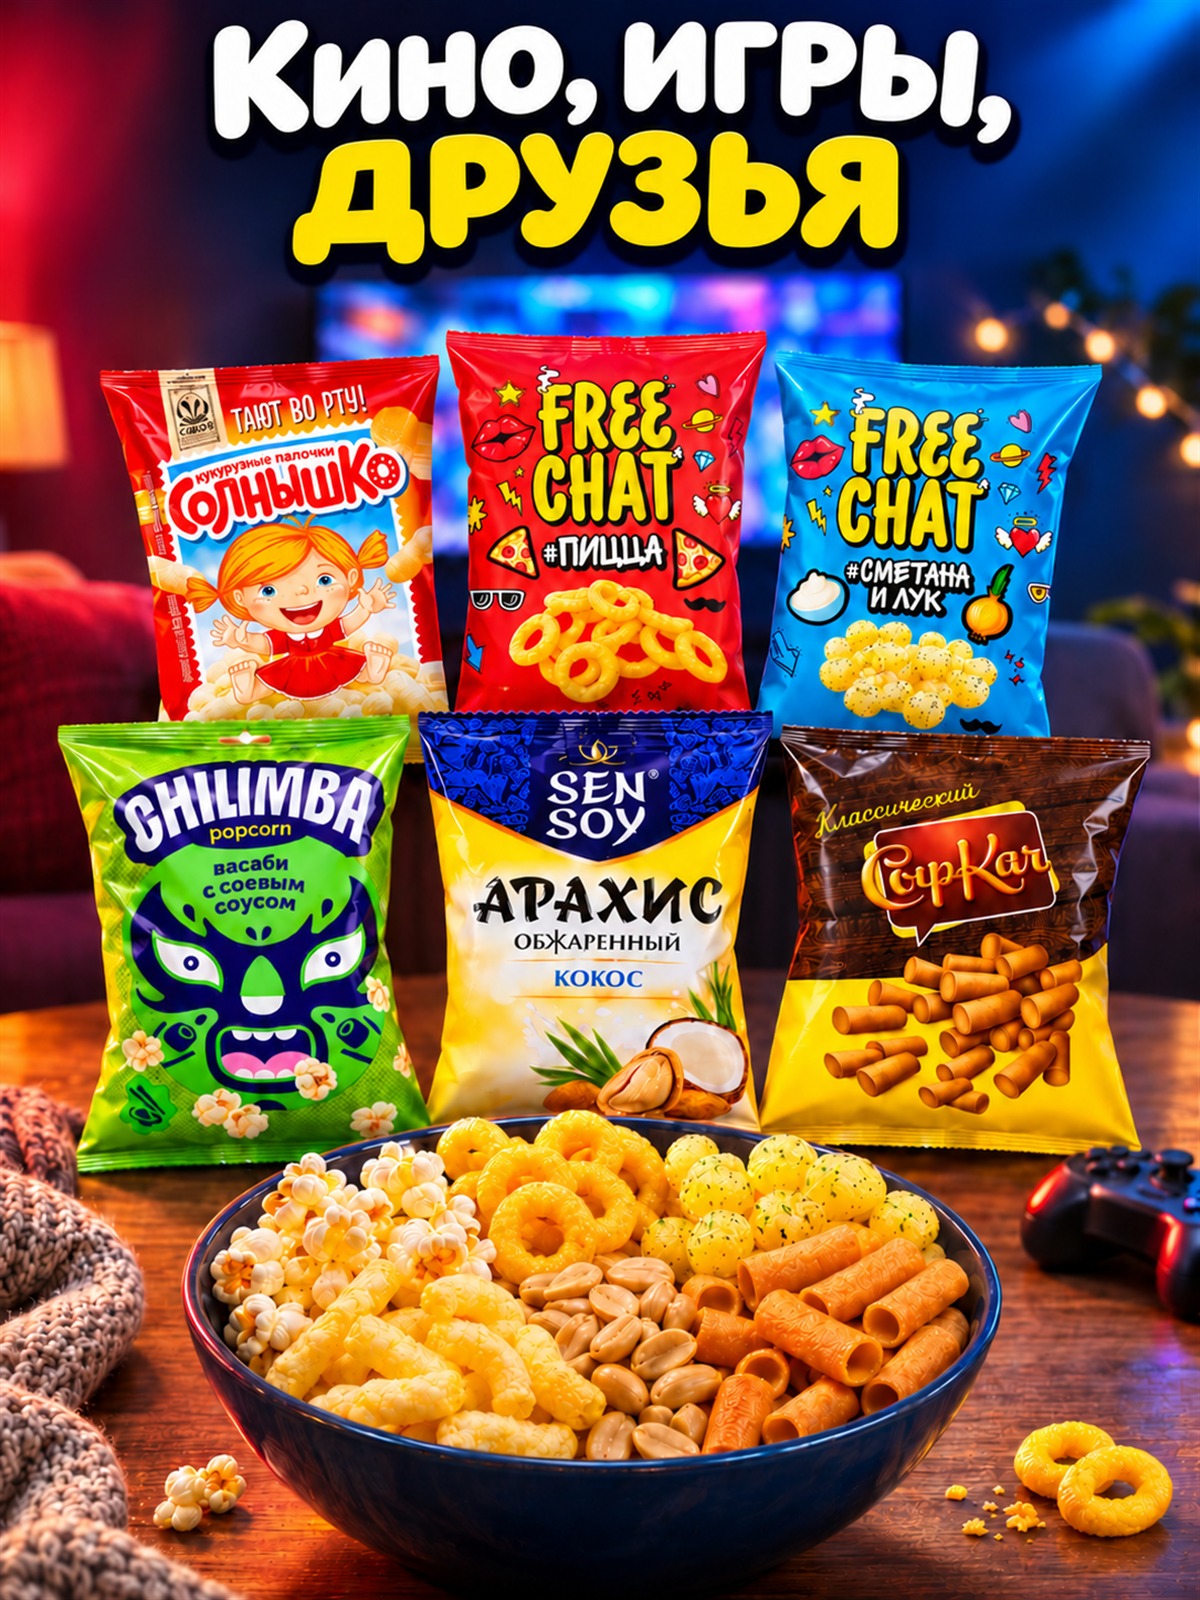 Кино, игры,
друзья
САМОВ
ТАЮТ ВО РТУ!
кукурузные палочки
Солнышко
FREE
CHAT
#ПИЦЦА
FREE
CHAT
#СМЕТАНА
И ЛУК
CHILIMBA
popcorn
васаби
с соевым
соусом
SEN
SOY®
АРАХИС
ОБЖАРЕННЫЙ
КОКОС
Классический
СырКач